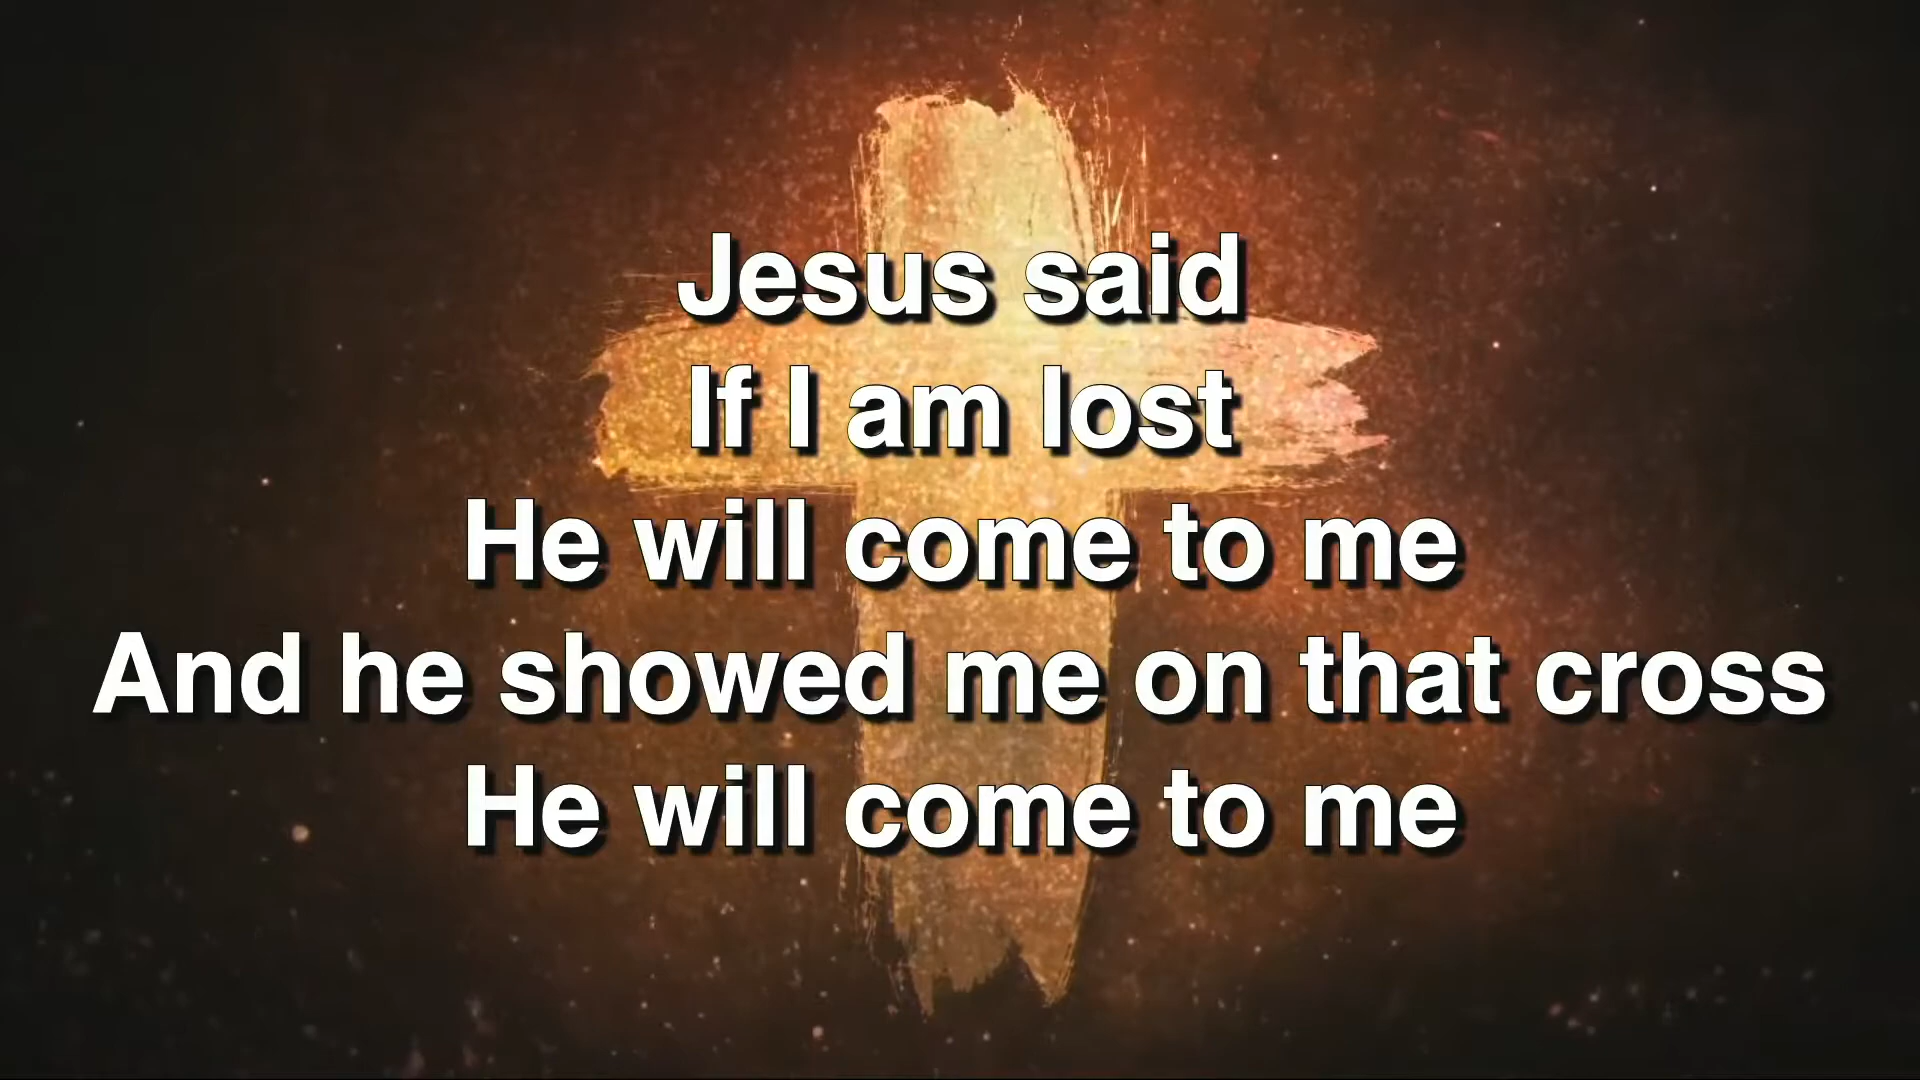 Jesus said
If I am lost
He will come to me
And he showed me on that cross
He will come to me